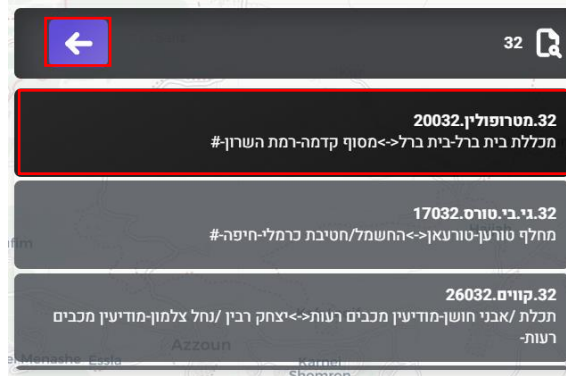 32
32.מטרופולין.20032
מכללת בית ברל-בית ברל<->מסוף קדמה-רמת השרון-#
32.גי.בי.טורס.17032
מחלף טורען-טורעאן<->החשמל/חטיבת כרמלי-חיפה-#
32.קווים.26032
תכלת /אבני חושן-מודיעין מכבים רעות<->יצחק רבין /נחל צלמון-מודיעין מכבים
רעות-
Azzoun
Menashe Essla
Karnei
Shomron